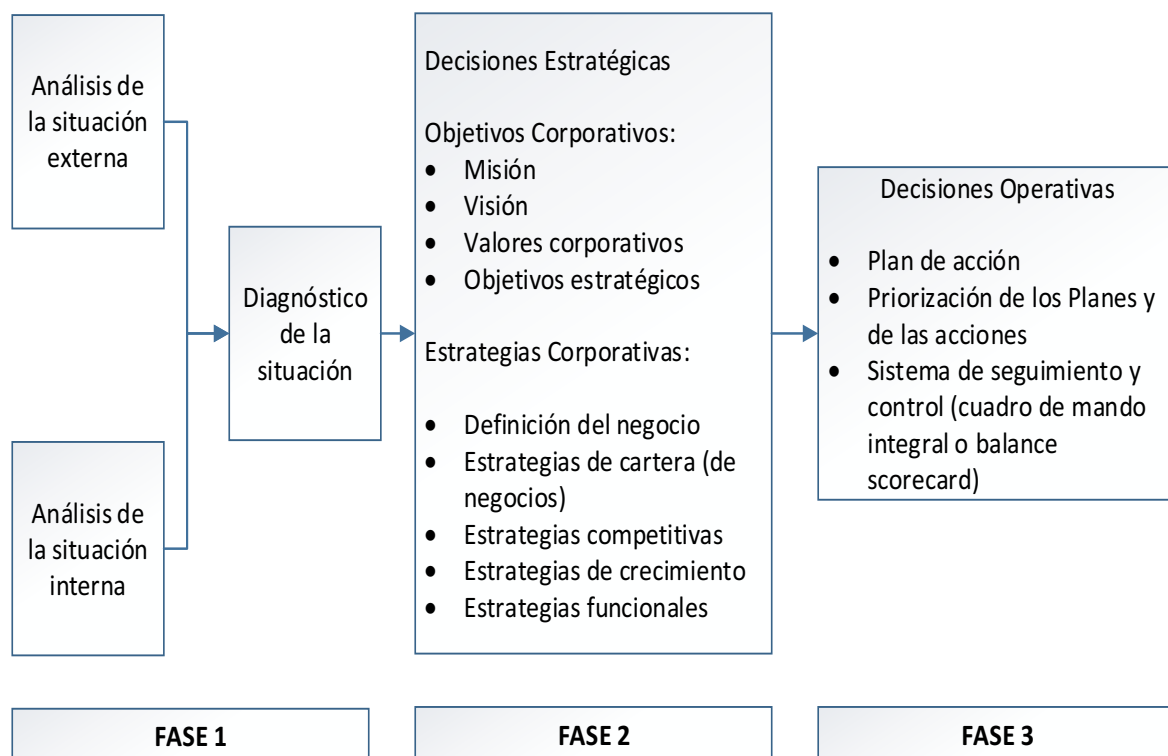 Análisis de
la situación
externa
Análisis de
la situación
interna
Diagnóstico
de la
situación
Decisiones Estratégicas
Objetivos Corporativos:
• Misión
• Visión
• Valores corporativos
• Objetivos estratégicos
Estrategias Corporativas:
• Definición del negocio
• Estrategias de cartera (de
negocios)
• Estrategias competitivas
• Estrategias de crecimiento
• Estrategias funcionales
Decisiones Operativas
• Plan de acción
• Priorización de los Planes y
de las acciones
• Sistema de seguimiento y
control (cuadro de mando
integral o balance
scorecard)
FASE 1
FASE 2
FASE 3